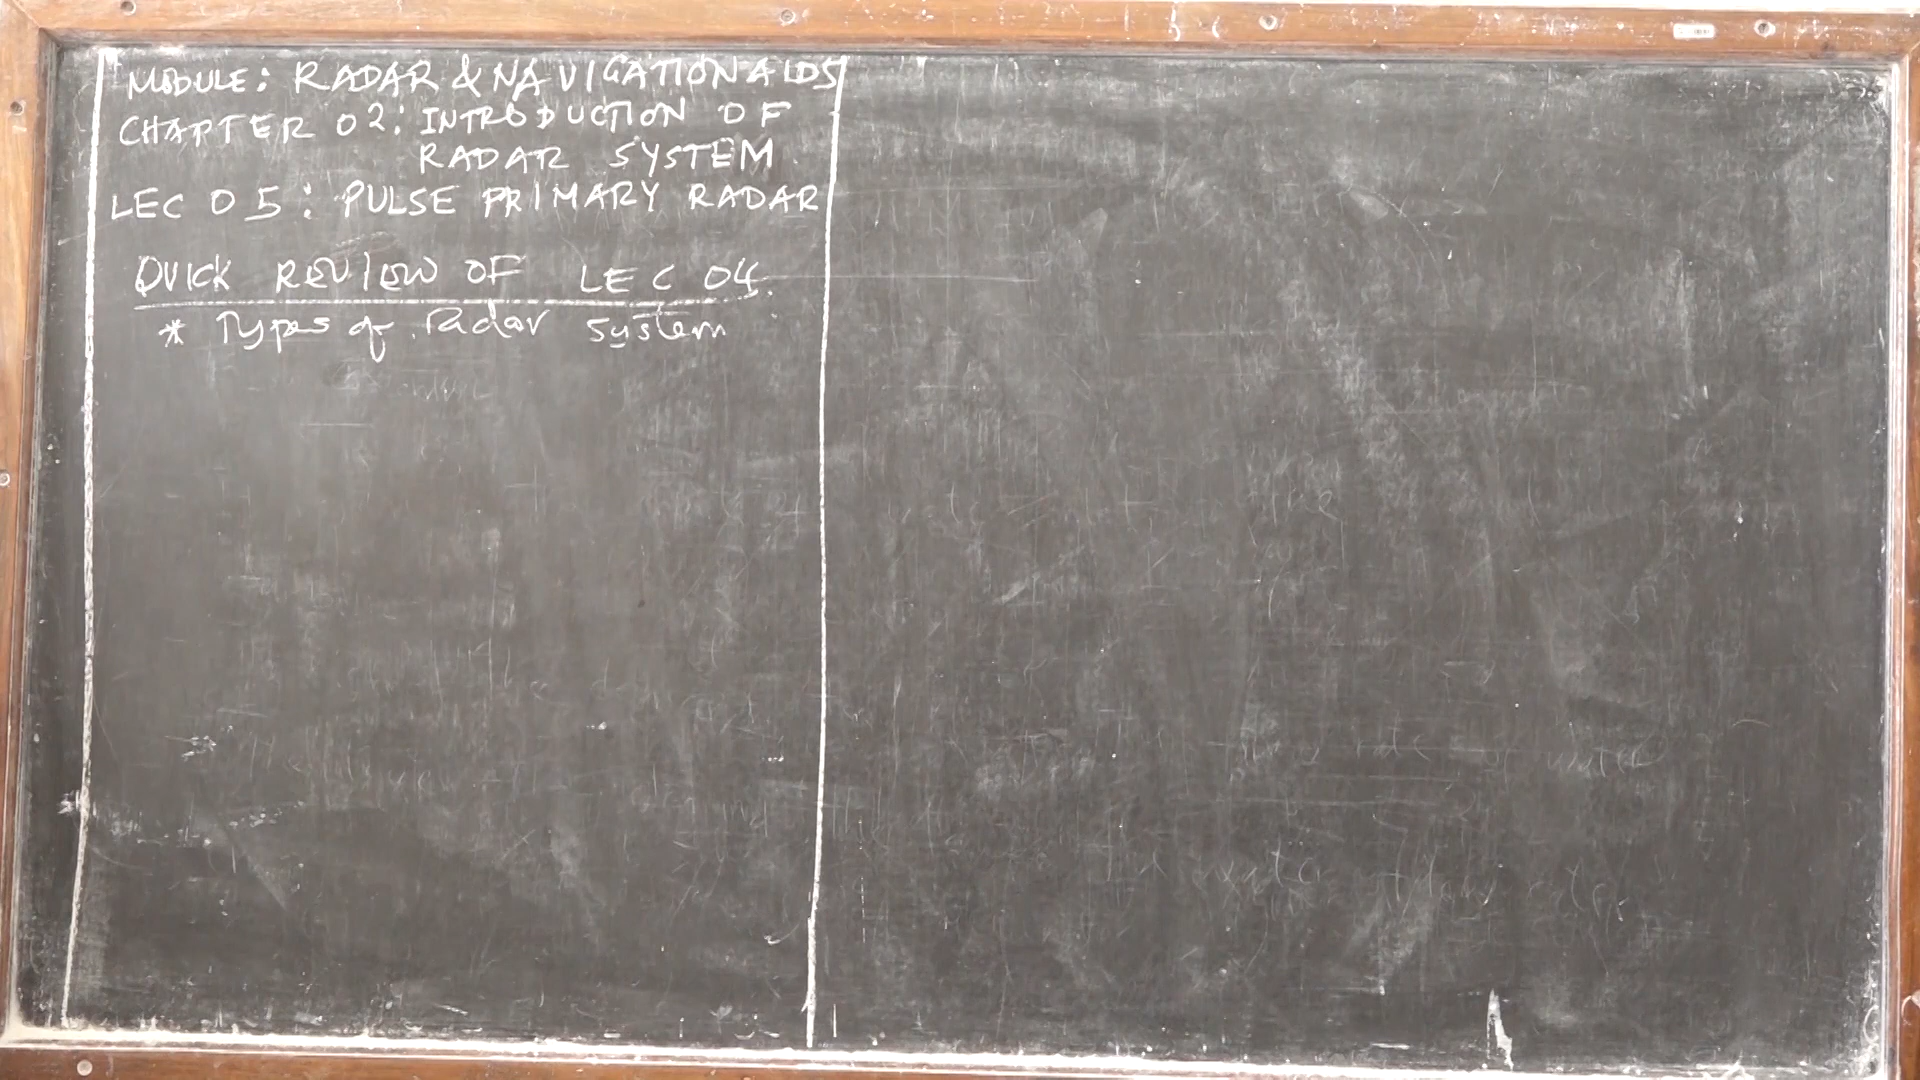 MODULE: RADAR & NAVIGATION AIDS
CHAPTER 02: INTRODUCTION OF
RADAR SYSTEM
LEC 05: PULSE PRIMARY RADAR
QUICK REVIEW OF LEC 04.
* Types of Radar System